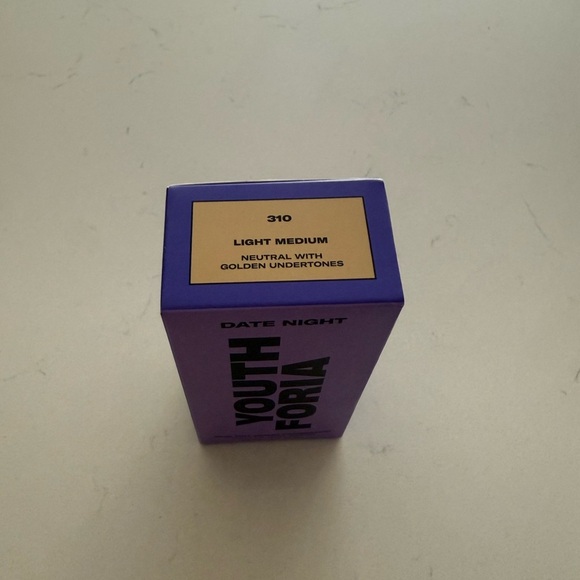 310
LIGHT MEDIUM
NEUTRAL WITH
GOLDEN UNDERTONES
DATE NIGHT
YOUTH
FORIA